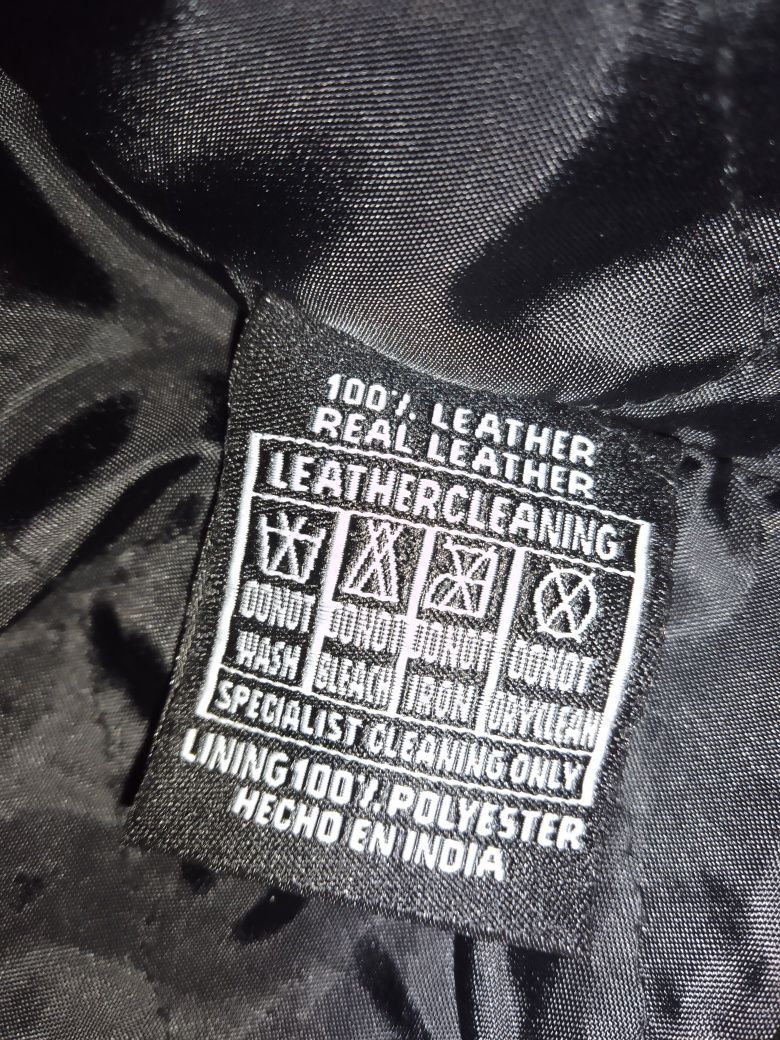 100% LEATHER
REAL LEATHER
LEATHERCLEANING
DONOT DONOT DONOT DONOT
WASH BLEACH IRON DRYCLEAN
SPECIALIST CLEANING ONLY
LINING 100% POLYESTER
HECHO EN INDIA